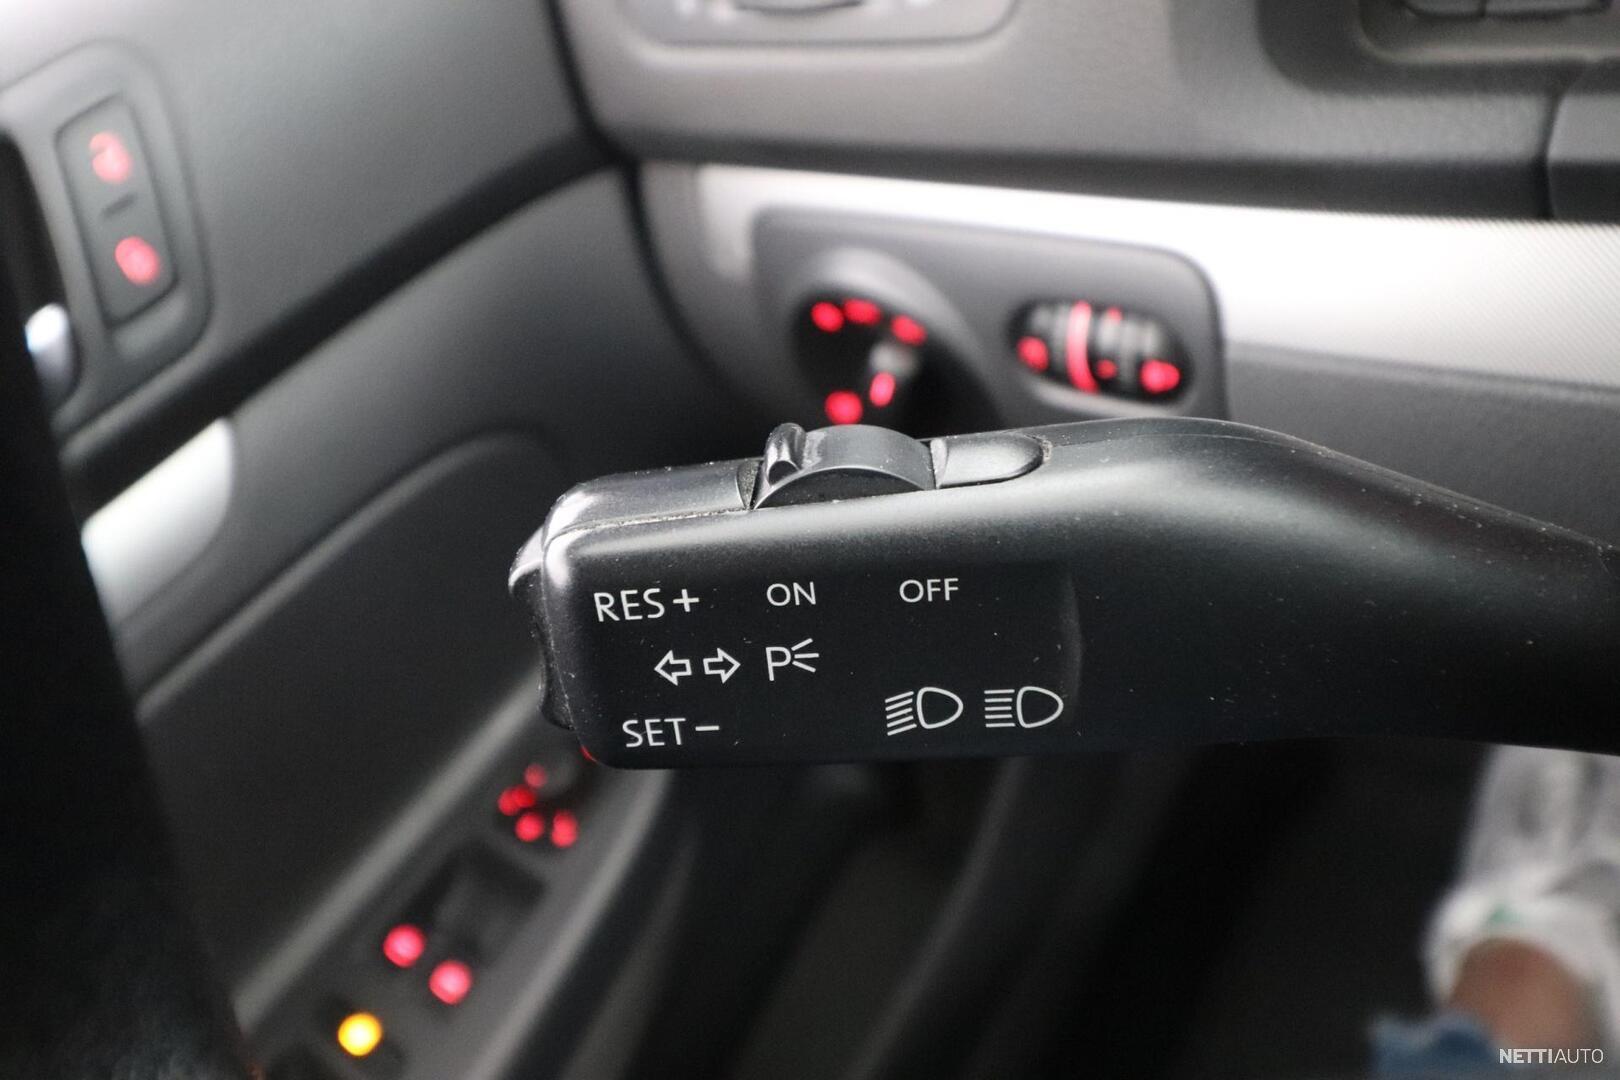 RES+ ON OFF
P
SET-
NETTIAUTO